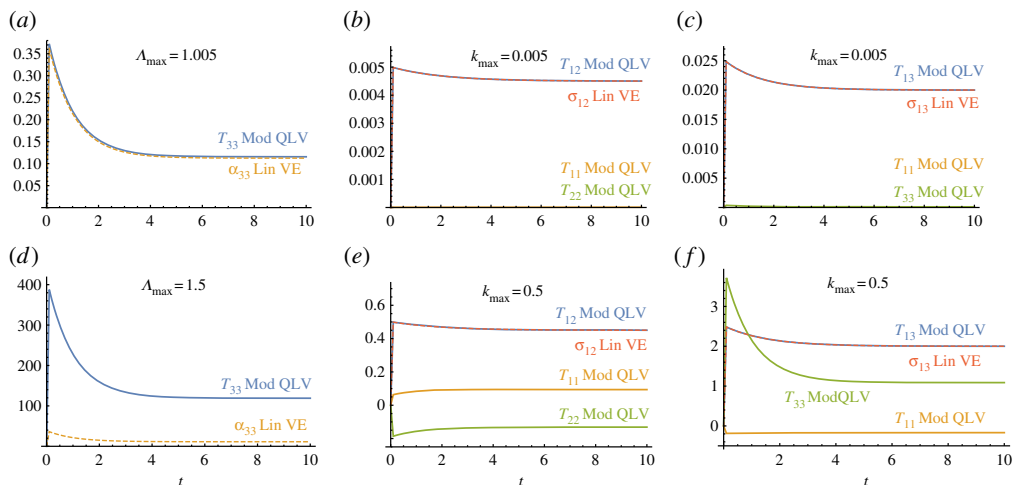 (a)
Λmax = 1.005
0.35
0.30
0.25
0.20
0.15
0.10
0.05
T33 Mod QLV
α33 Lin VE
0 2 4 6 8 10
(b)
kmax = 0.005
0.005
0.004
0.0003
0.002
0.001
T12 Mod QLV
σ12 Lin VE
T11 Mod QLV
T22 Mod QLV
0 2 4 6 8 10
(c)
kmax = 0.005
0.025
0.020
0.015
0.010
0.005
T13 Mod QLV
σ13 Lin VE
T11 Mod QLV
T33 Mod QLV
0 2 4 6 8 10
(d)
Λmax = 1.5
400
300
200
100
T33 Mod QLV
α33 Lin VE
0 2 4 6 8 10
t
(e)
kmax = 0.5
0.6
0.4
0.2
0
T12 Mod QLV
σ12 Lin VE
T11 Mod QLV
T22 Mod QLV
0 2 4 6 8 10
t
(f)
kmax = 0.5
3
2
1
0
T13 Mod QLV
σ13 Lin VE
T33 ModQLV
T11 Mod QLV
2 4 6 8 10
t